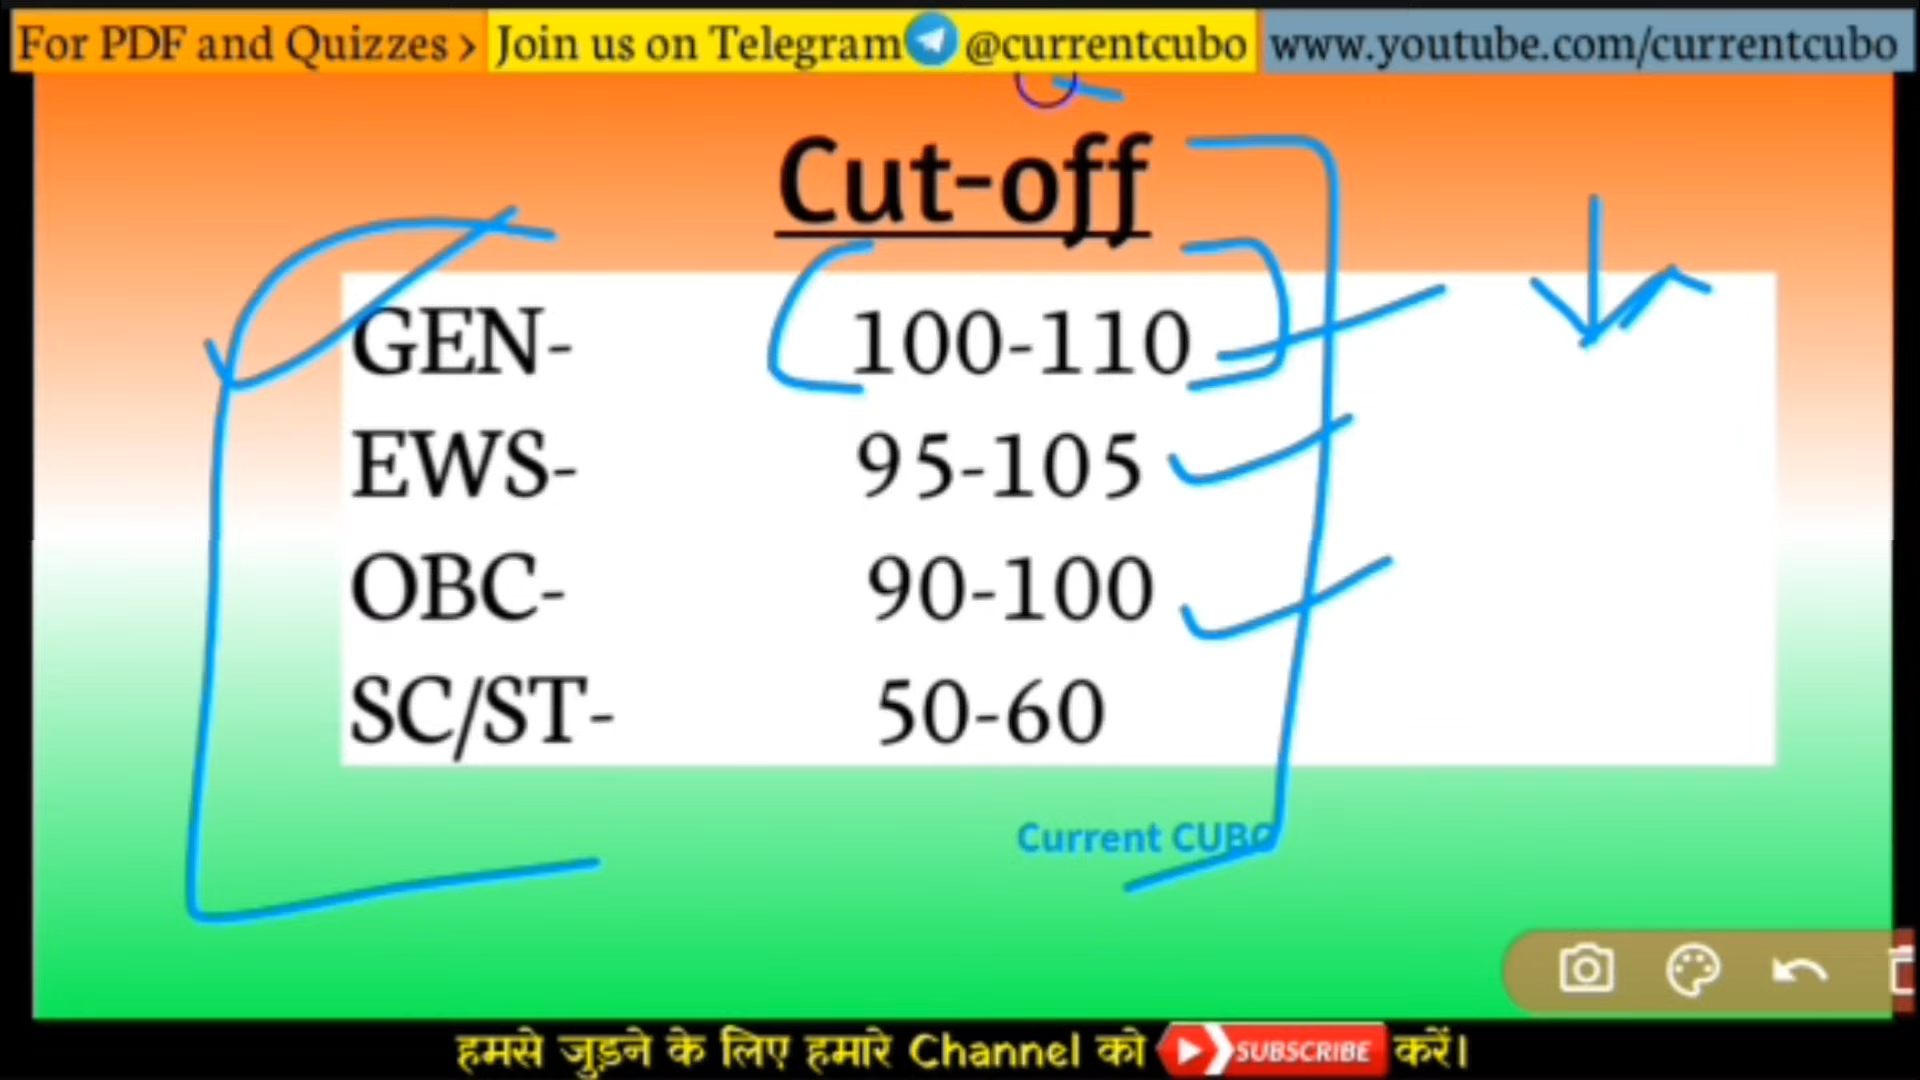 For PDF and Quizzes > Join us on Telegram @currentcubo www.youtube.com/currentcubo
Cut-off
GEN- 100-110
EWS- 95-105
OBC- 90-100
SC/ST- 50-60
Current CUBO
हमसे जुड़ने के लिए हमारे Channel को SUBSCRIBE करें।